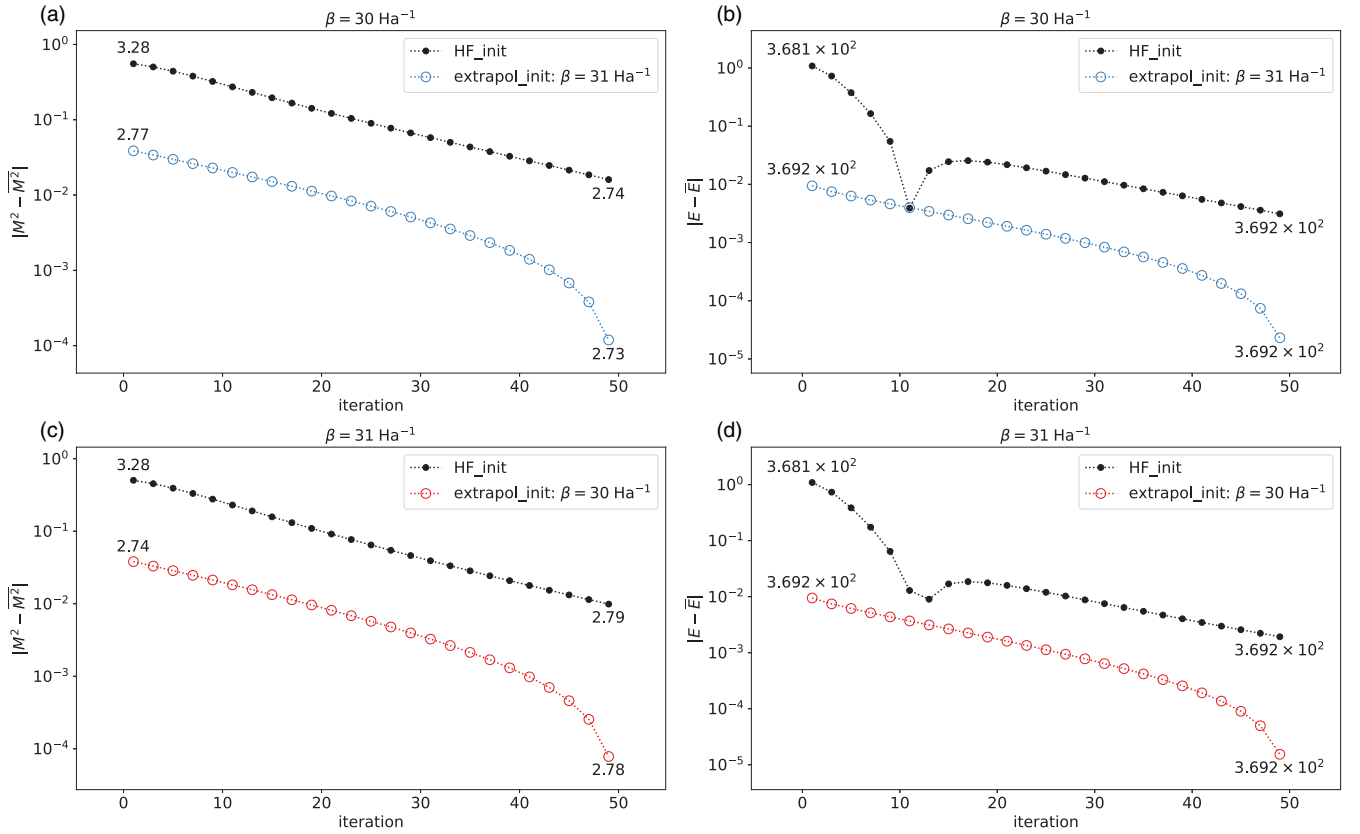 (a)
β = 30 Ha⁻¹
10⁰
10⁻¹
10⁻²
10⁻³
10⁻⁴
|M² − M̅²̅|
3.28
2.77
2.74
2.73
HF_init
extrapol_init: β = 31 Ha⁻¹
0 10 20 30 40 50
iteration
(b)
β = 30 Ha⁻¹
10⁰
10⁻¹
10⁻²
10⁻³
10⁻⁴
10⁻⁵
|E − E̅|
3.681 × 10²
3.692 × 10²
3.692 × 10²
3.692 × 10²
HF_init
extrapol_init: β = 31 Ha⁻¹
0 10 20 30 40 50
iteration
(c)
β = 31 Ha⁻¹
10⁰
10⁻¹
10⁻²
10⁻³
10⁻⁴
|M² − M̅²̅|
3.28
2.74
2.79
2.78
HF_init
extrapol_init: β = 30 Ha⁻¹
0 10 20 30 40 50
iteration
(d)
β = 31 Ha⁻¹
10⁰
10⁻¹
10⁻²
10⁻³
10⁻⁴
10⁻⁵
|E − E̅|
3.681 × 10²
3.692 × 10²
3.692 × 10²
3.692 × 10²
HF_init
extrapol_init: β = 30 Ha⁻¹
0 10 20 30 40 50
iteration